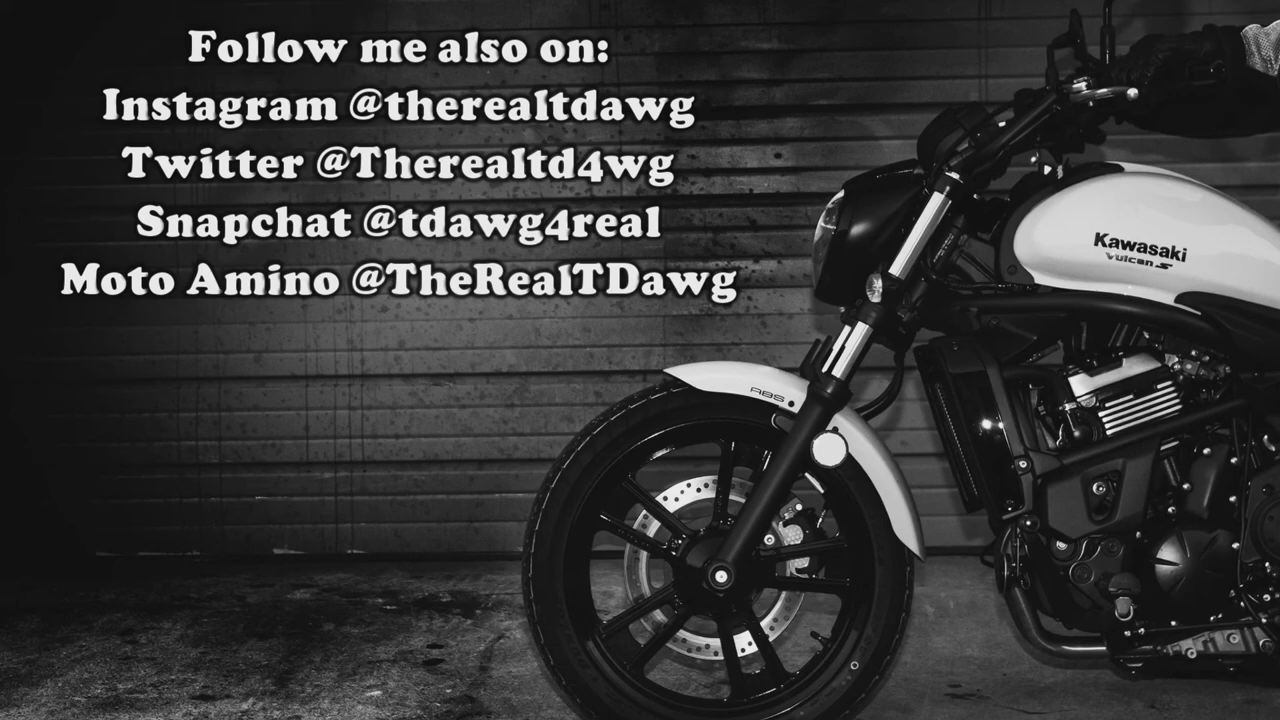 Follow me also on:
Instagram @therealtdawg
Twitter @Therealtd4wg
Snapchat @tdawg4real
Moto Amino @TheRealTDawg
Kawasaki
Vulcan S
ABS